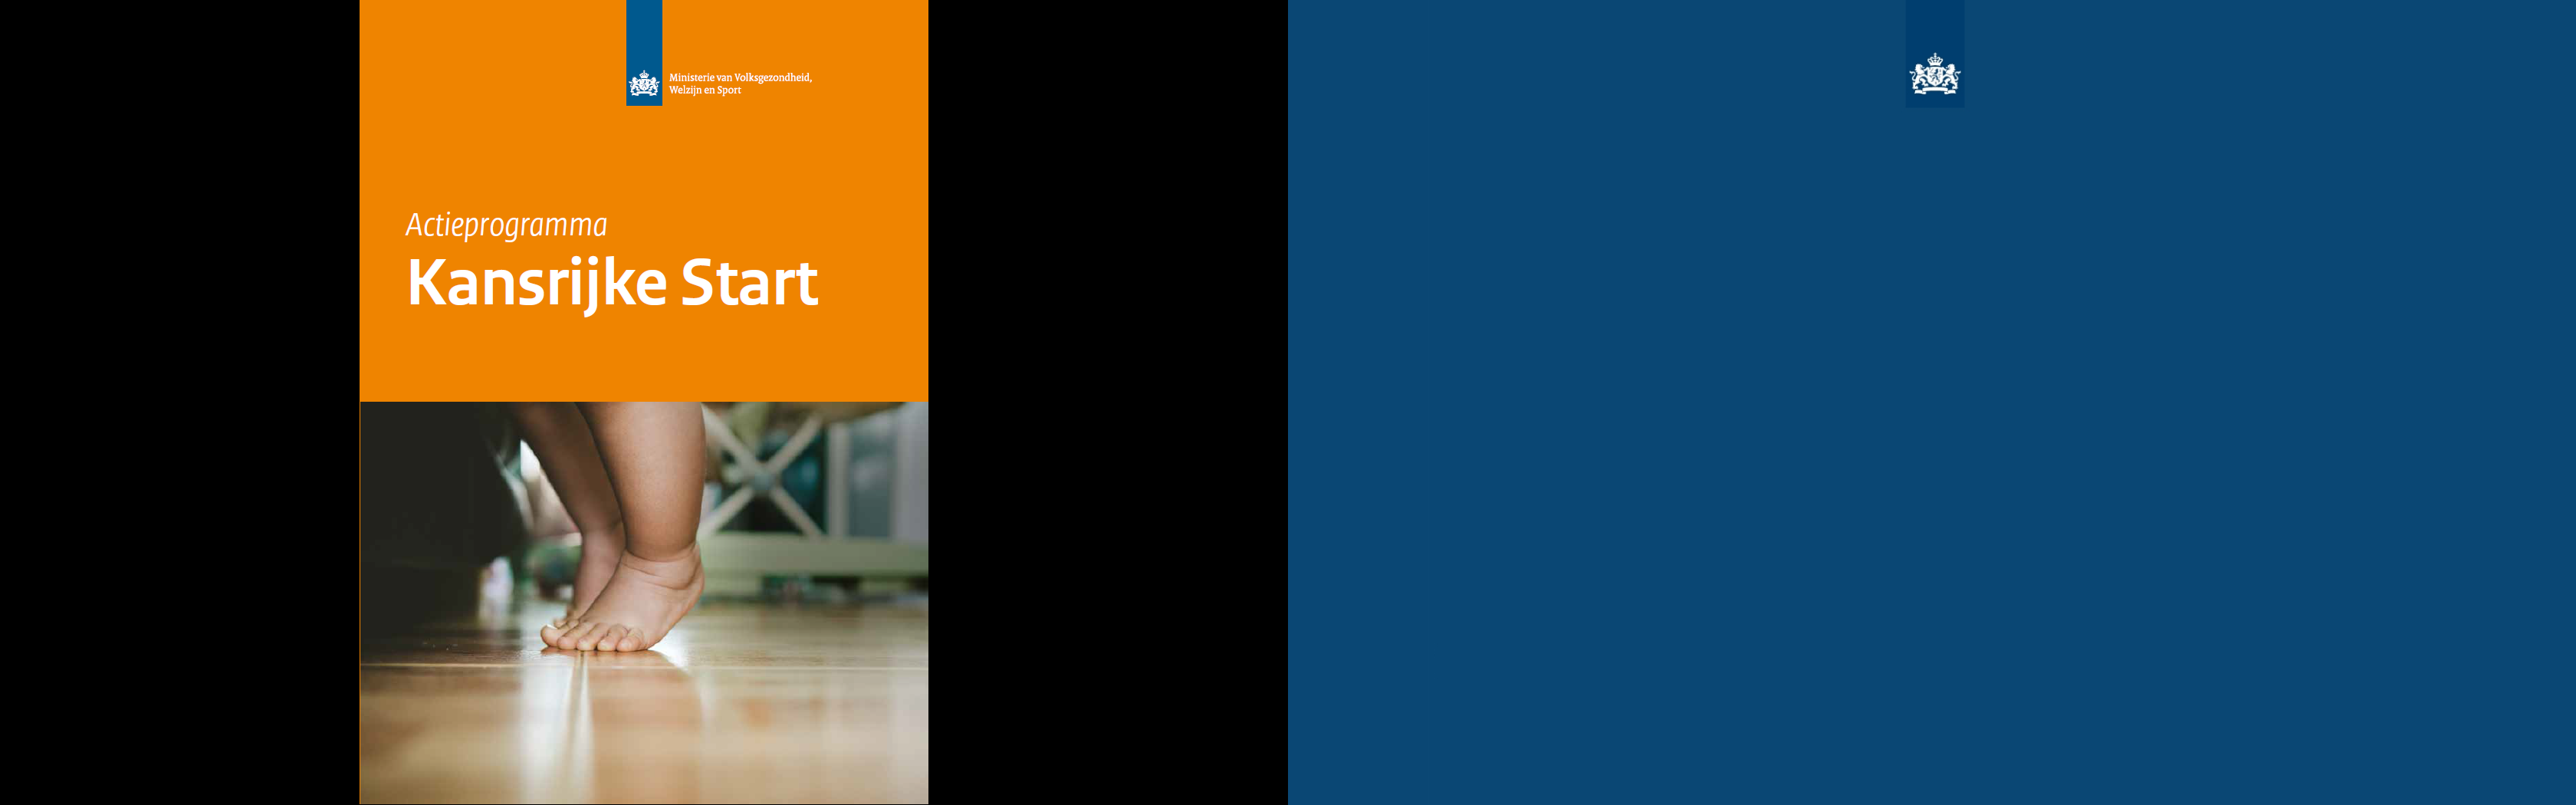 Ministerie van Volksgezondheid,
Welzijn en Sport
Actieprogramma
Kansrijke Start